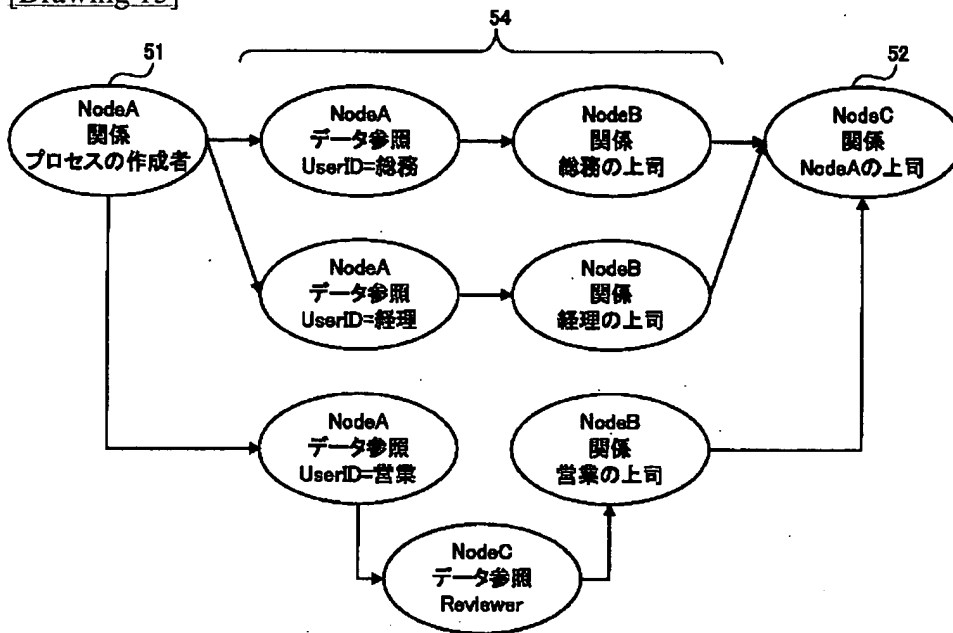 [Drawing 15]
54
51
52
NodeA
関係
プロセスの作成者
NodeA
データ参照
UserID=総務
NodeB
関係
総務の上司
NodeC
関係
NodeAの上司
NodeA
データ参照
UserID=経理
NodeB
関係
経理の上司
NodeA
データ参照
UserID=営業
NodeB
関係
営業の上司
NodeC
データ参照
Reviewer